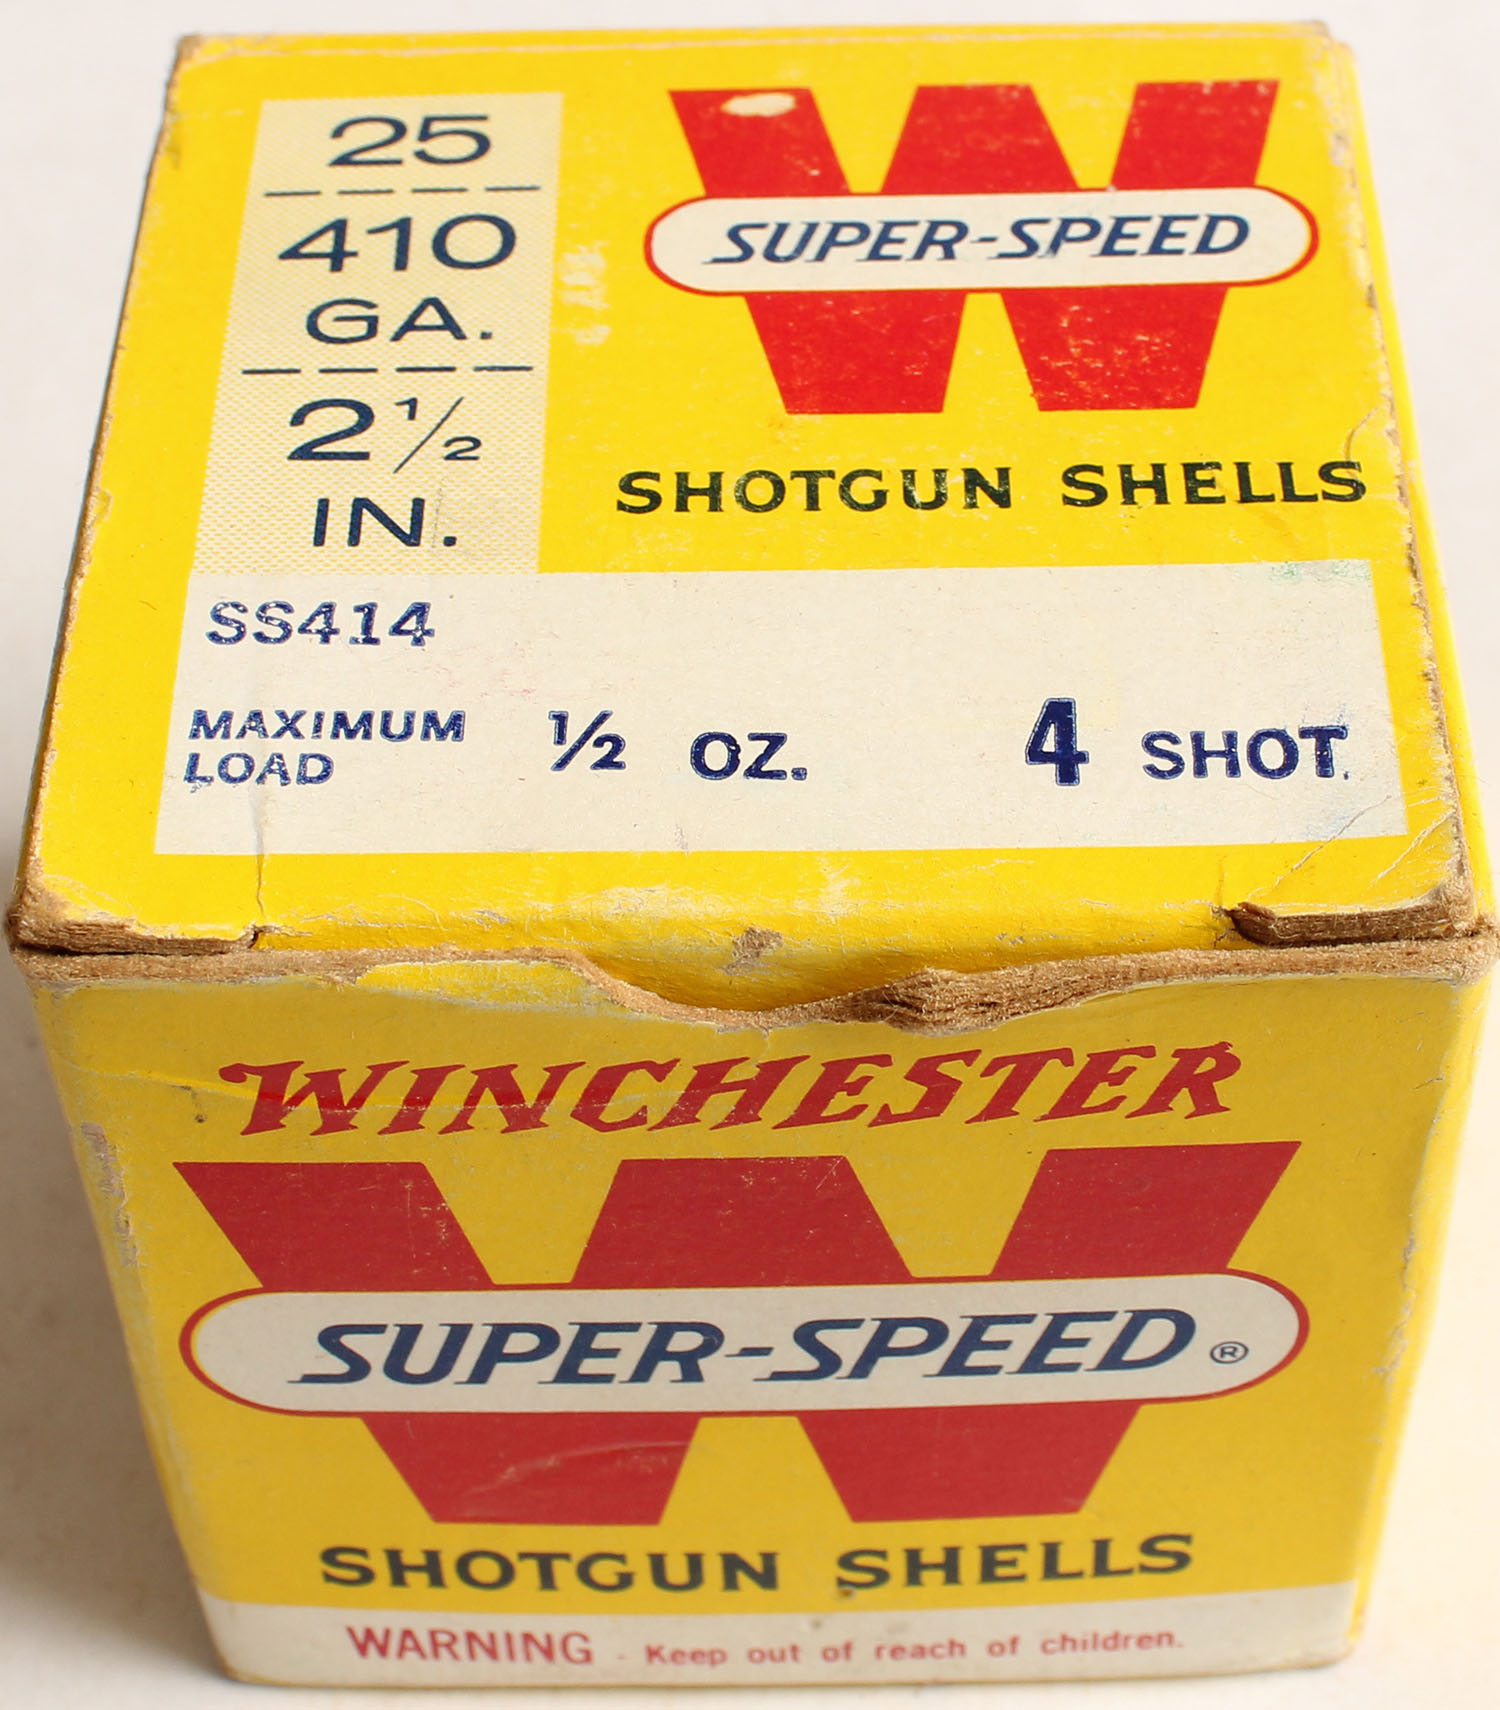 25
410
GA.
2½
IN.
W
SUPER-SPEED
SHOTGUN SHELLS
SS414
MAXIMUM
LOAD
½ OZ.
4 SHOT.
WINCHESTER
W
SUPER-SPEED®
SHOTGUN SHELLS
WARNING - Keep out of reach of children.